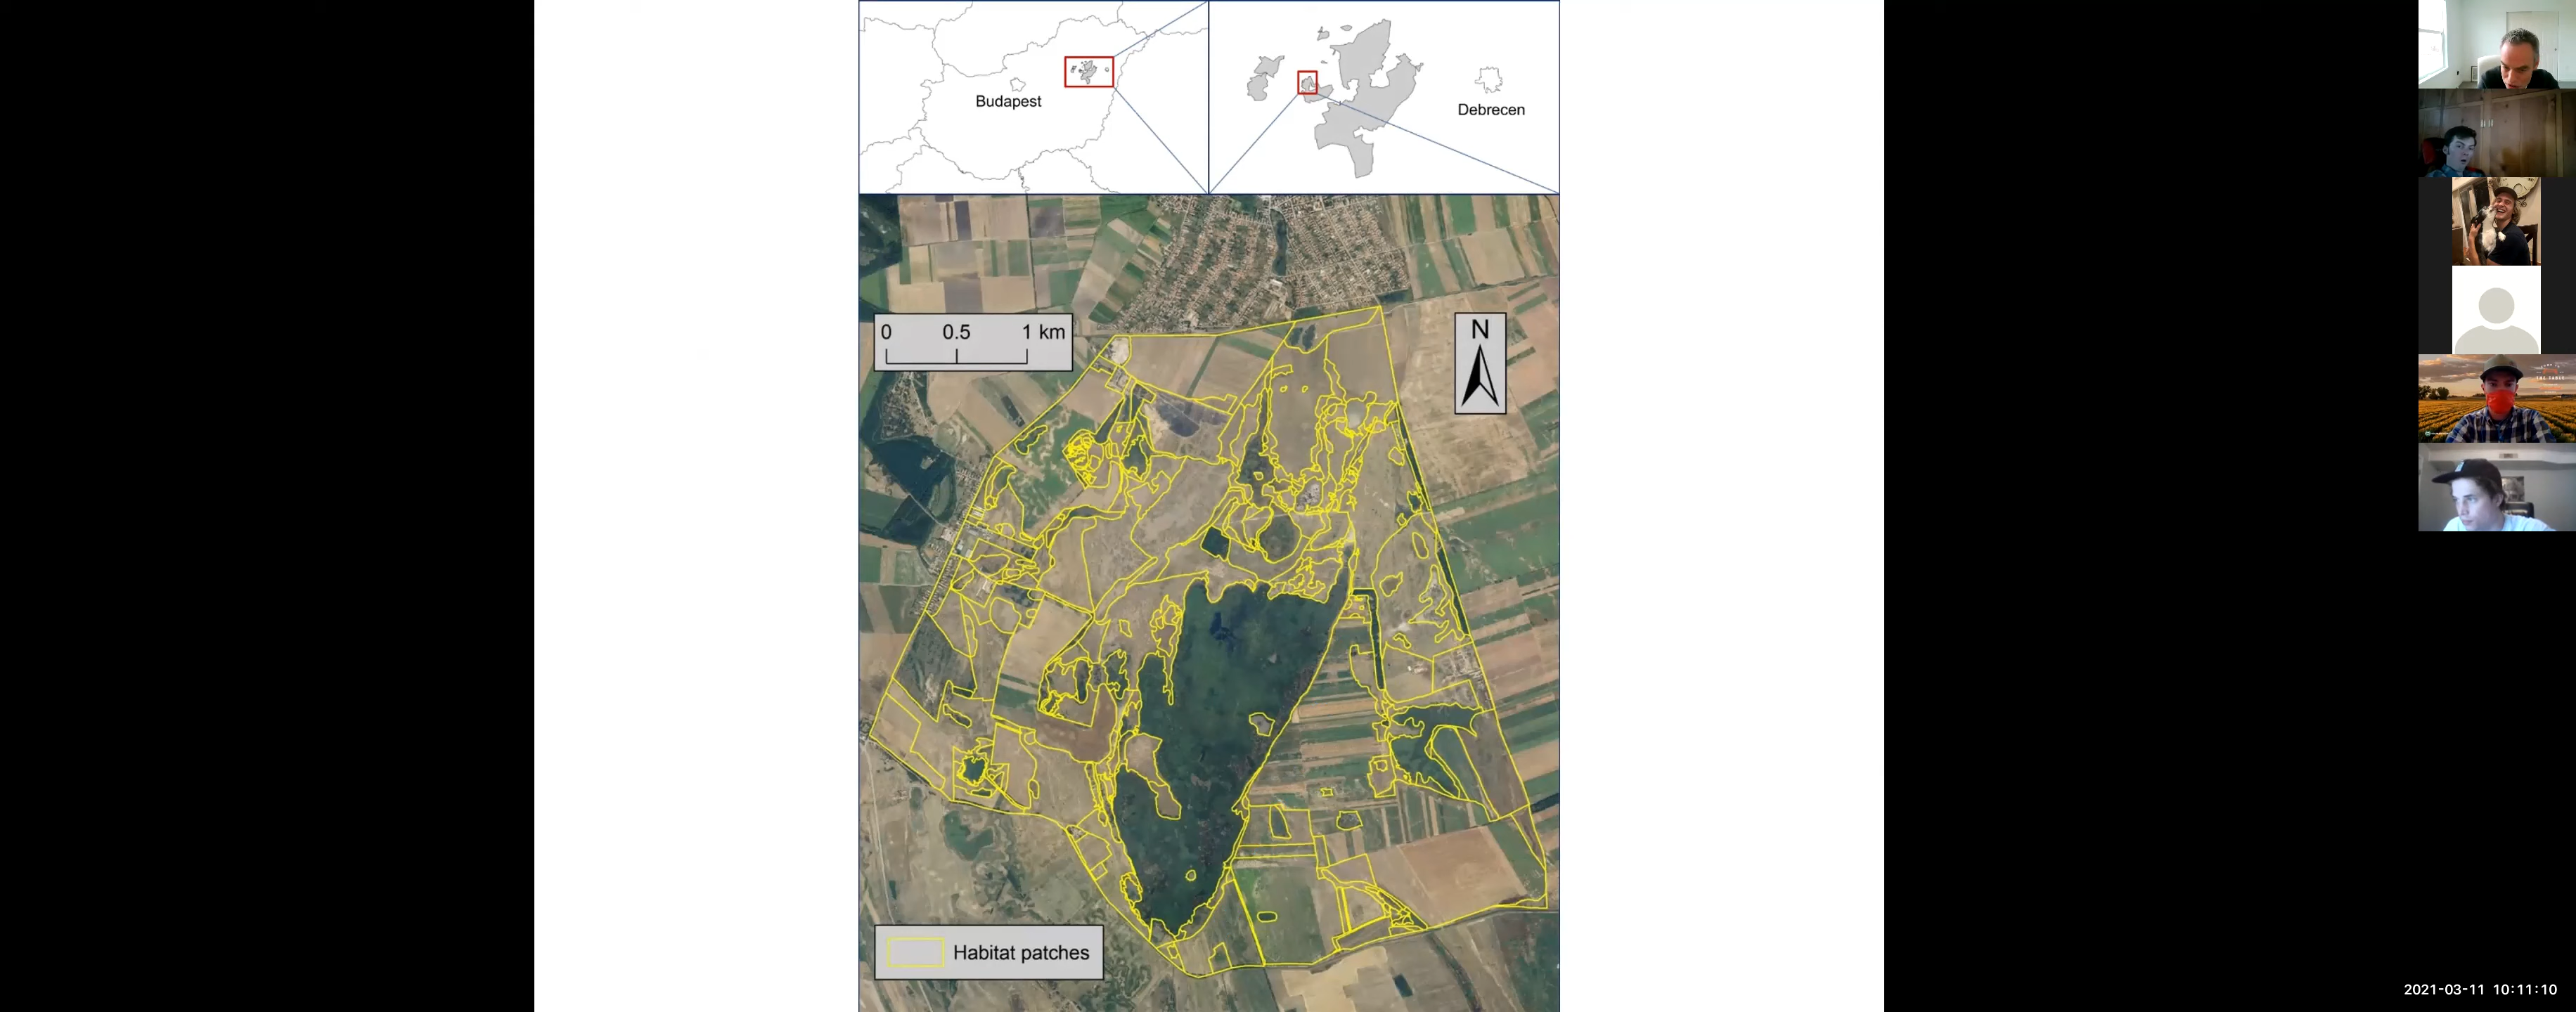 Budapest
Debrecen
0 0.5 1 km
N
Habitat patches
2021-03-11 10:11:10